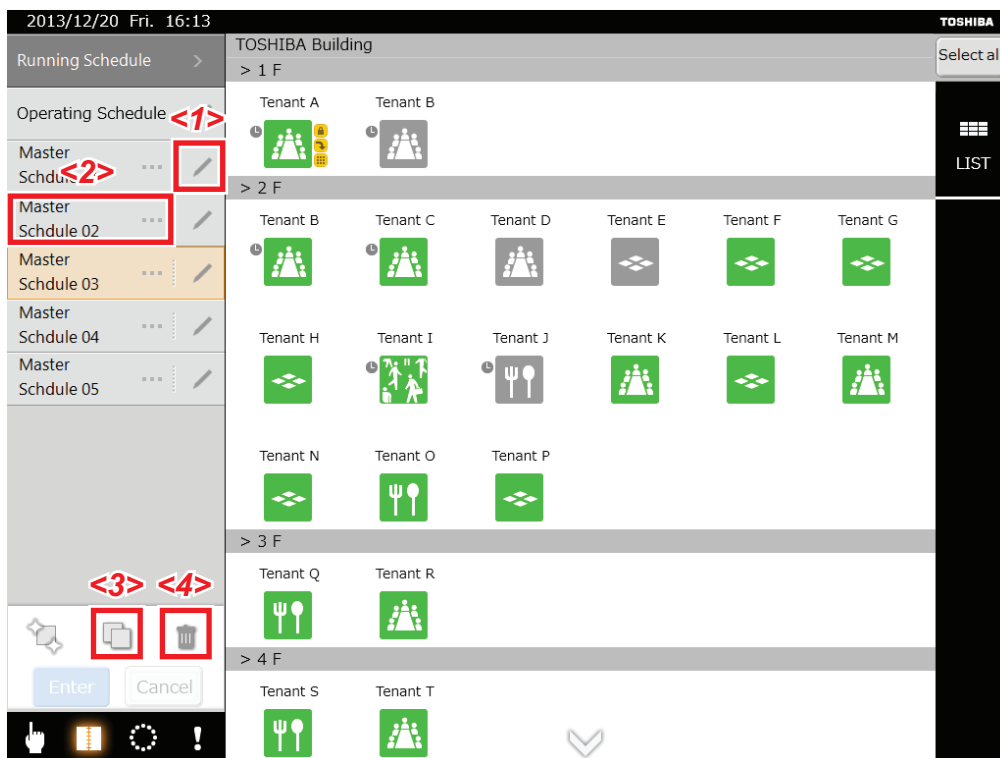 2013/12/20 Fri. 16:13
TOSHIBA
Running Schedule >
TOSHIBA Building
Select al
> 1 F
Operating Schedule
<1>
Tenant A Tenant B
LIST
Master
Schdu
<2>
> 2 F
Master
Schdule 02
Tenant B Tenant C Tenant D Tenant E Tenant F Tenant G
Master
Schdule 03
Master
Schdule 04
Tenant H Tenant I Tenant J Tenant K Tenant L Tenant M
Master
Schdule 05
Tenant N Tenant O Tenant P
> 3 F
<3> <4>
Tenant Q Tenant R
> 4 F
Enter Cancel
Tenant S Tenant T